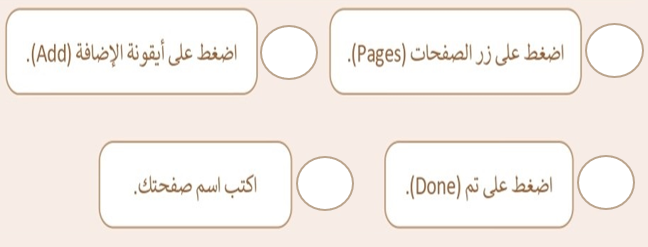 اضغط على زر الصفحات (Pages).
اضغط على أيقونة الإضافة (Add).
اضغط على تم (Done).
اكتب اسم صفحتك.